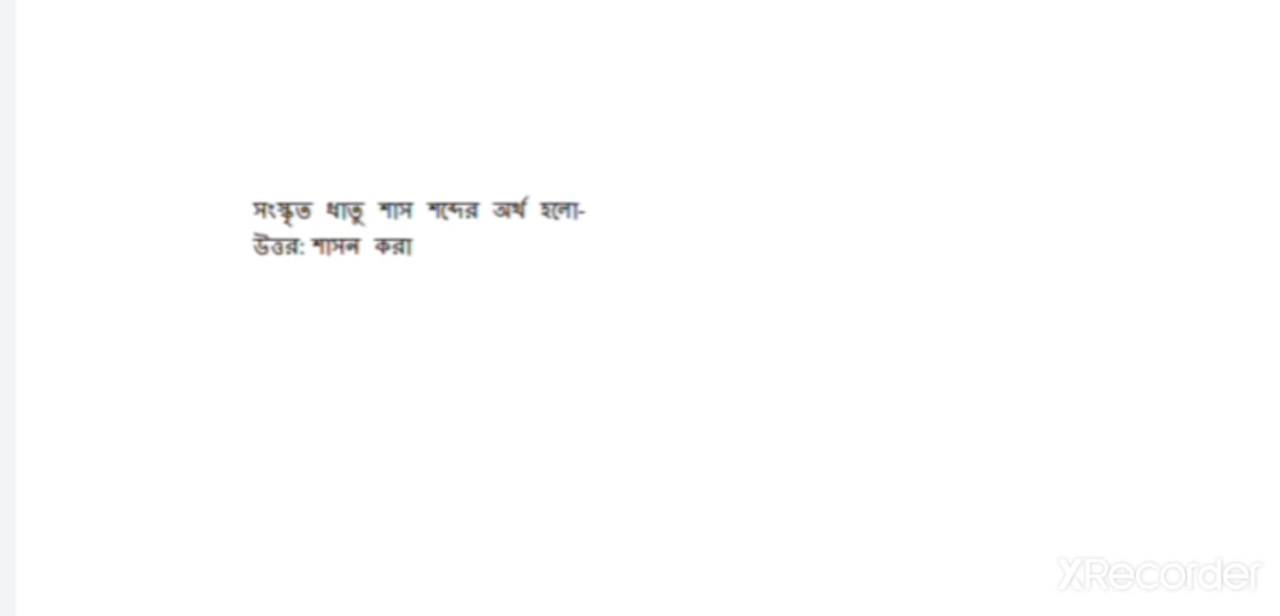 সংস্কৃত ধাতু শাস শব্দের অর্থ হলো-
উত্তর: শাসন করা
XRecorder